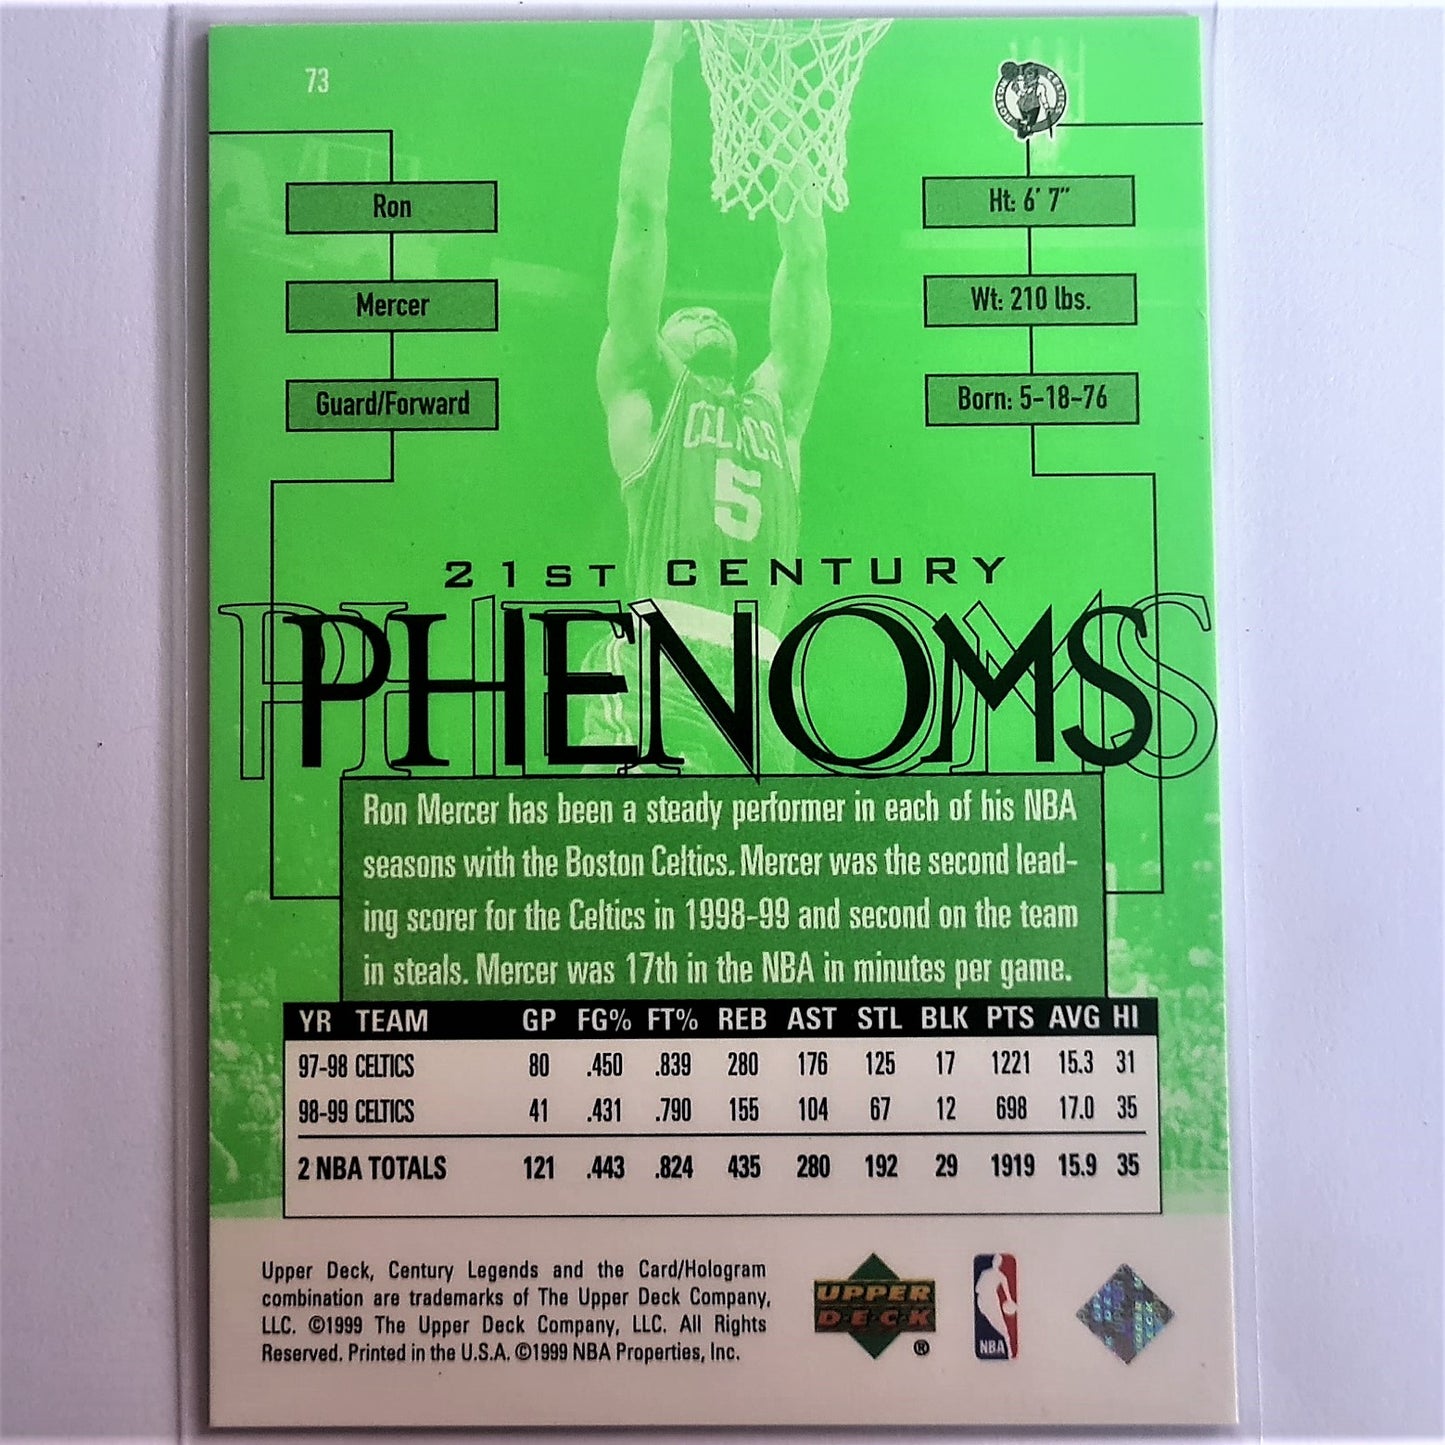 73
BOSTON CELTICS
Ron
Mercer
Guard/Forward
Ht: 6' 7"
Wt: 210 lbs.
Born: 5-18-76
CELTICS
5
21ST CENTURY
PHENOMS
Ron Mercer has been a steady performer in each of his NBA
seasons with the Boston Celtics. Mercer was the second lead-
ing scorer for the Celtics in 1998-99 and second on the team
in steals. Mercer was 17th in the NBA in minutes per game.
YR TEAM GP FG% FT% REB AST STL BLK PTS AVG HI
97-98 CELTICS 80 .450 .839 280 176 125 17 1221 15.3 31
98-99 CELTICS 41 .431 .790 155 104 67 12 698 17.0 35
2 NBA TOTALS 121 .443 .824 435 280 192 29 1919 15.9 35
Upper Deck, Century Legends and the Card/Hologram
combination are trademarks of The Upper Deck Company,
LLC. ©1999 The Upper Deck Company, LLC. All Rights
Reserved. Printed in the U.S.A. ©1999 NBA Properties, Inc.
UPPER
DECK
®
NBA